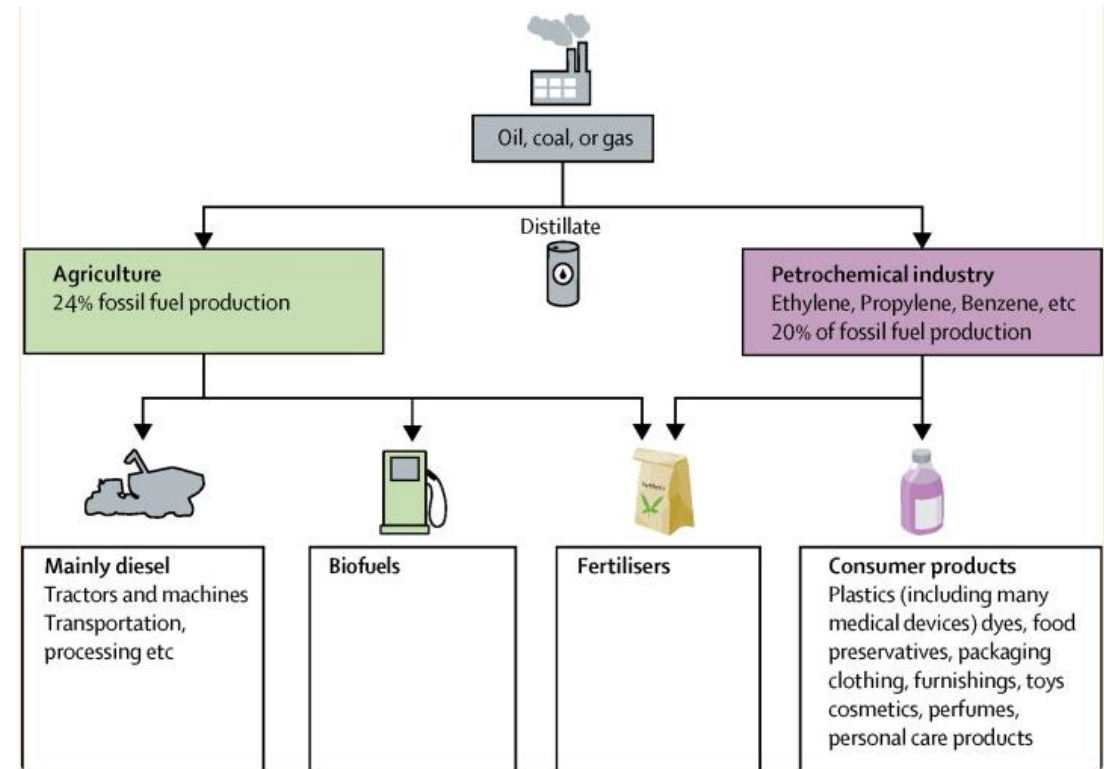 Oil, coal, or gas
Distillate
Agriculture
24% fossil fuel production
Petrochemical industry
Ethylene, Propylene, Benzene, etc
20% of fossil fuel production
Mainly diesel
Tractors and machines
Transportation,
processing etc
Biofuels
Fertilisers
Consumer products
Plastics (including many
medical devices) dyes, food
preservatives, packaging
clothing, furnishings, toys
cosmetics, perfumes,
personal care products